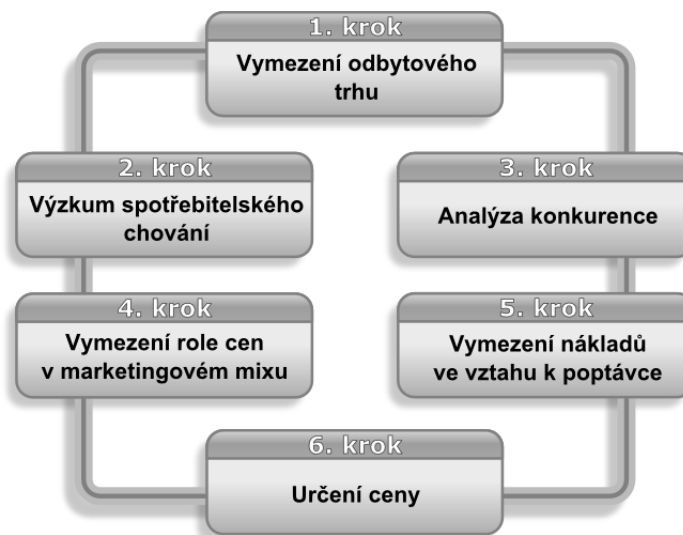 1. krok
Vymezení odbytového
trhu
2. krok
Výzkum spotřebitelského
chování
3. krok
Analýza konkurence
4. krok
Vymezení role cen
v marketingovém mixu
5. krok
Vymezení nákladů
ve vztahu k poptávce
6. krok
Určení ceny